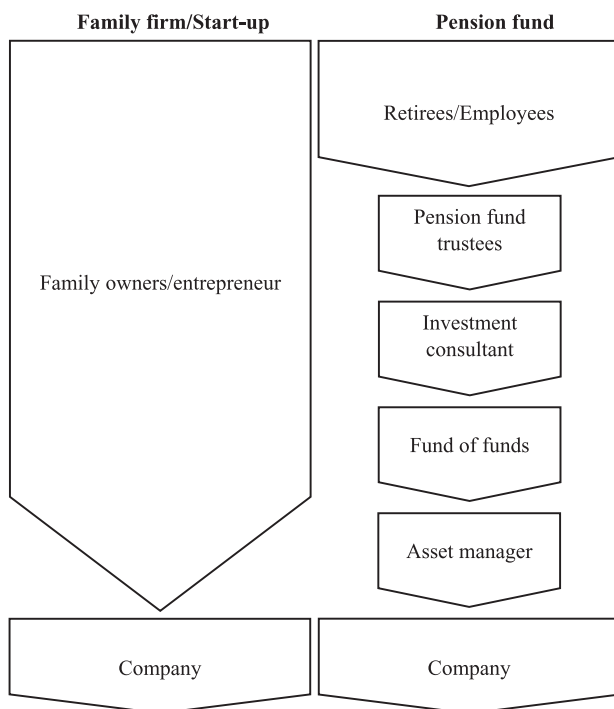 Family firm/Start-up
Pension fund
Family owners/entrepreneur
Company
Retirees/Employees
Pension fund
trustees
Investment
consultant
Fund of funds
Asset manager
Company